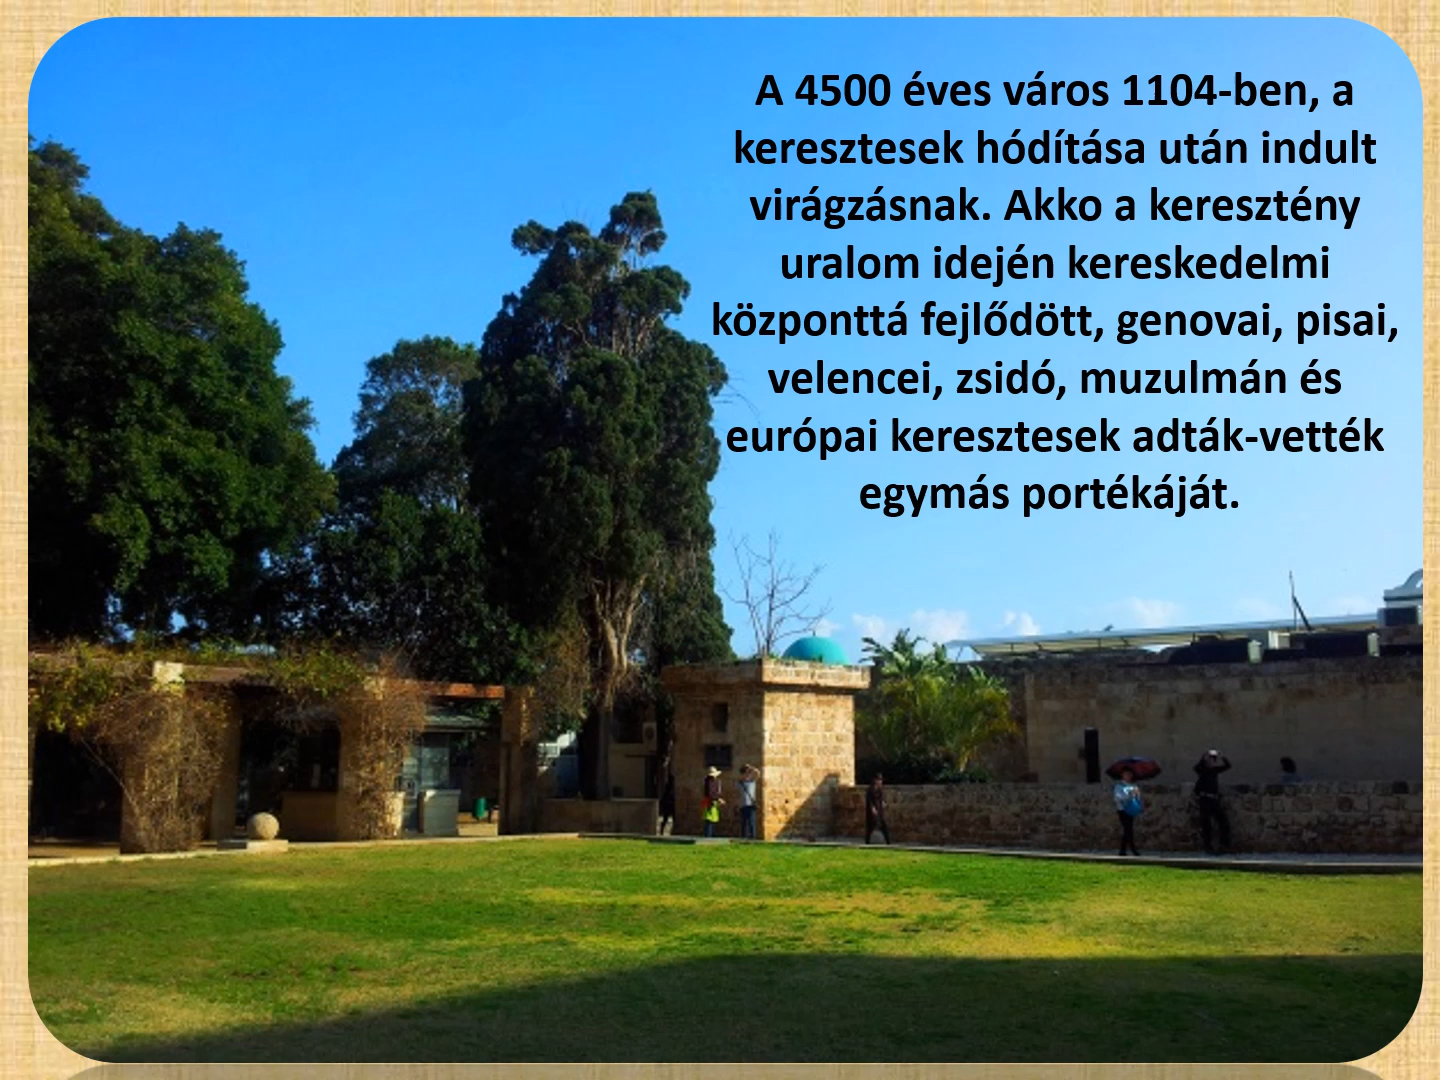 A 4500 éves város 1104-ben, a
keresztesek hódítása után indult
virágzásnak. Akko a keresztény
uralom idején kereskedelmi
központtá fejlődött, genovai, pisai,
velencei, zsidó, muzulmán és
európai keresztesek adták-vették
egymás portékáját.